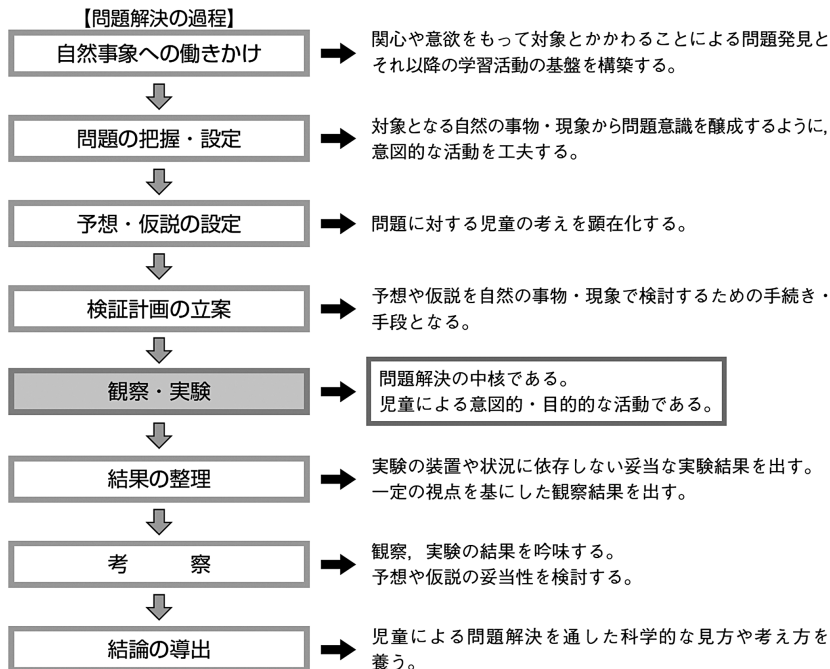 【問題解決の過程】
自然事象への働きかけ
関心や意欲をもって対象とかかわることによる問題発見と
それ以降の学習活動の基盤を構築する。
問題の把握・設定
対象となる自然の事物・現象から問題意識を醸成するように,
意図的な活動を工夫する。
予想・仮説の設定
問題に対する児童の考えを顕在化する。
検証計画の立案
予想や仮説を自然の事物・現象で検討するための手続き・
手段となる。
観察・実験
問題解決の中核である。
児童による意図的・目的的な活動である。
結果の整理
実験の装置や状況に依存しない妥当な実験結果を出す。
一定の視点を基にした観察結果を出す。
考　　察
観察，実験の結果を吟味する。
予想や仮説の妥当性を検討する。
結論の導出
児童による問題解決を通した科学的な見方や考え方を
養う。